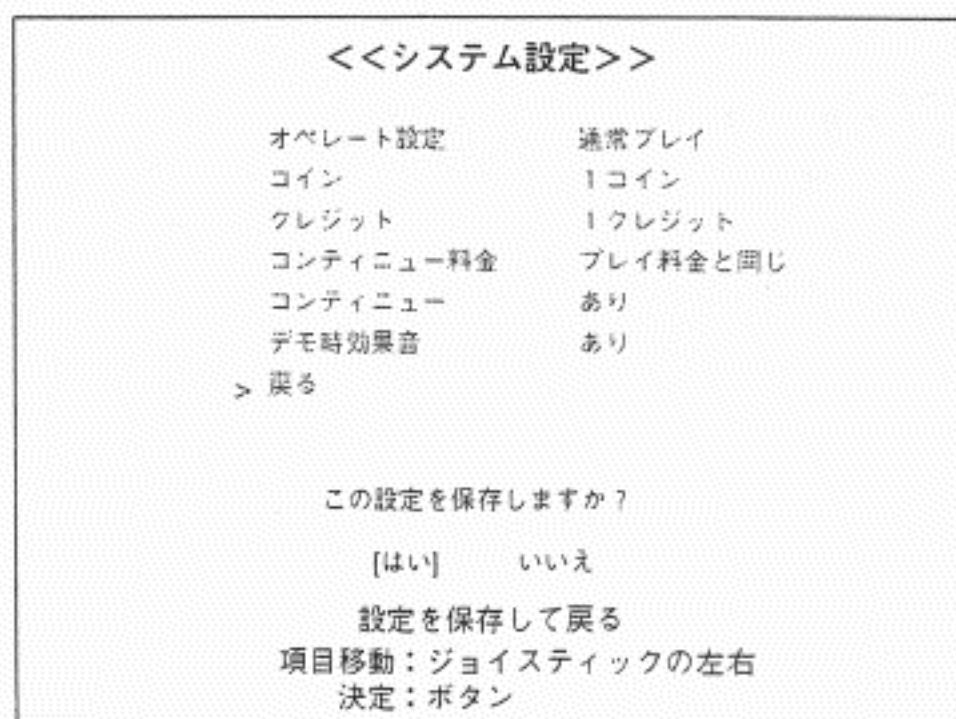 <<システム設定>>
オペレート設定 通常プレイ
コイン 1コイン
クレジット 1クレジット
コンティニュー料金 プレイ料金と同じ
コンティニュー あり
デモ時効果音 あり
> 戻る
この設定を保存しますか？
[はい] いいえ
設定を保存して戻る
項目移動：ジョイスティックの左右
決定：ボタン